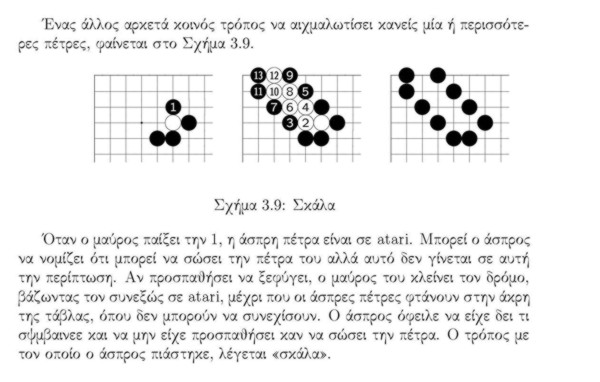 Ένας άλλος αρκετά κοινός τρόπος να αιχμαλωτίσει κανείς μία ή περισσότε-
ρες πέτρες, φαίνεται στο Σχήμα 3.9.
1
13 12 9
11 10 8 5
7 6 4
3 2
Σχήμα 3.9: Σκάλα
Όταν ο μαύρος παίξει την 1, η άσπρη πέτρα είναι σε atari. Μπορεί ο άσπρος
να νομίζει ότι μπορεί να σώσει την πέτρα του αλλά αυτό δεν γίνεται σε αυτή
την περίπτωση. Αν προσπαθήσει να ξεφύγει, ο μαύρος του κλείνει τον δρόμο,
βάζωντας τον συνεξώς σε atari, μέχρι που οι άσπρες πέτρες φτάνουν στην άκρη
της τάβλας, όπου δεν μπορούν να συνεχίσουν. Ο άσπρος όφειλε να είχε δει τι
σψμβαινεε και να μην είχε προσπαθήσει καν να σώσει την πέτρα. Ο τρόπος με
τον οποίο ο άσπρος πιάστηκε, λέγεται «σκάλα».